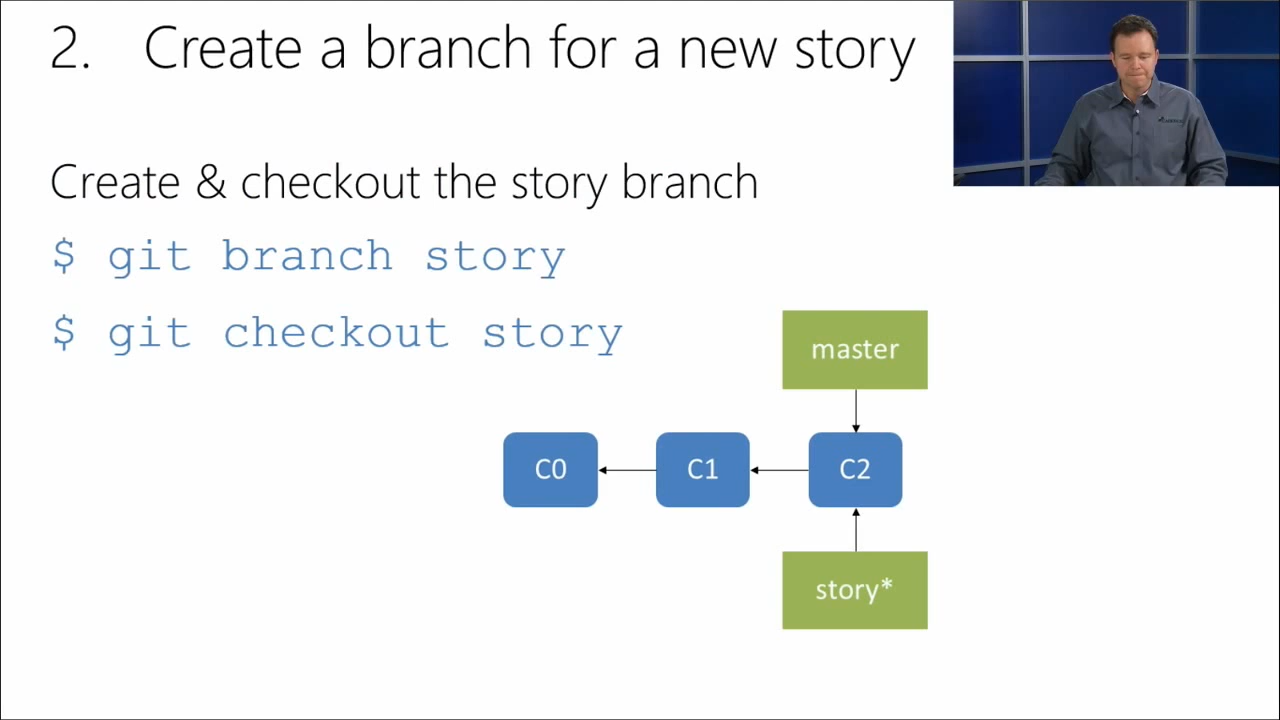 2. Create a branch for a new story
Create & checkout the story branch
$ git branch story
$ git checkout story
master
C0
C1
C2
story*